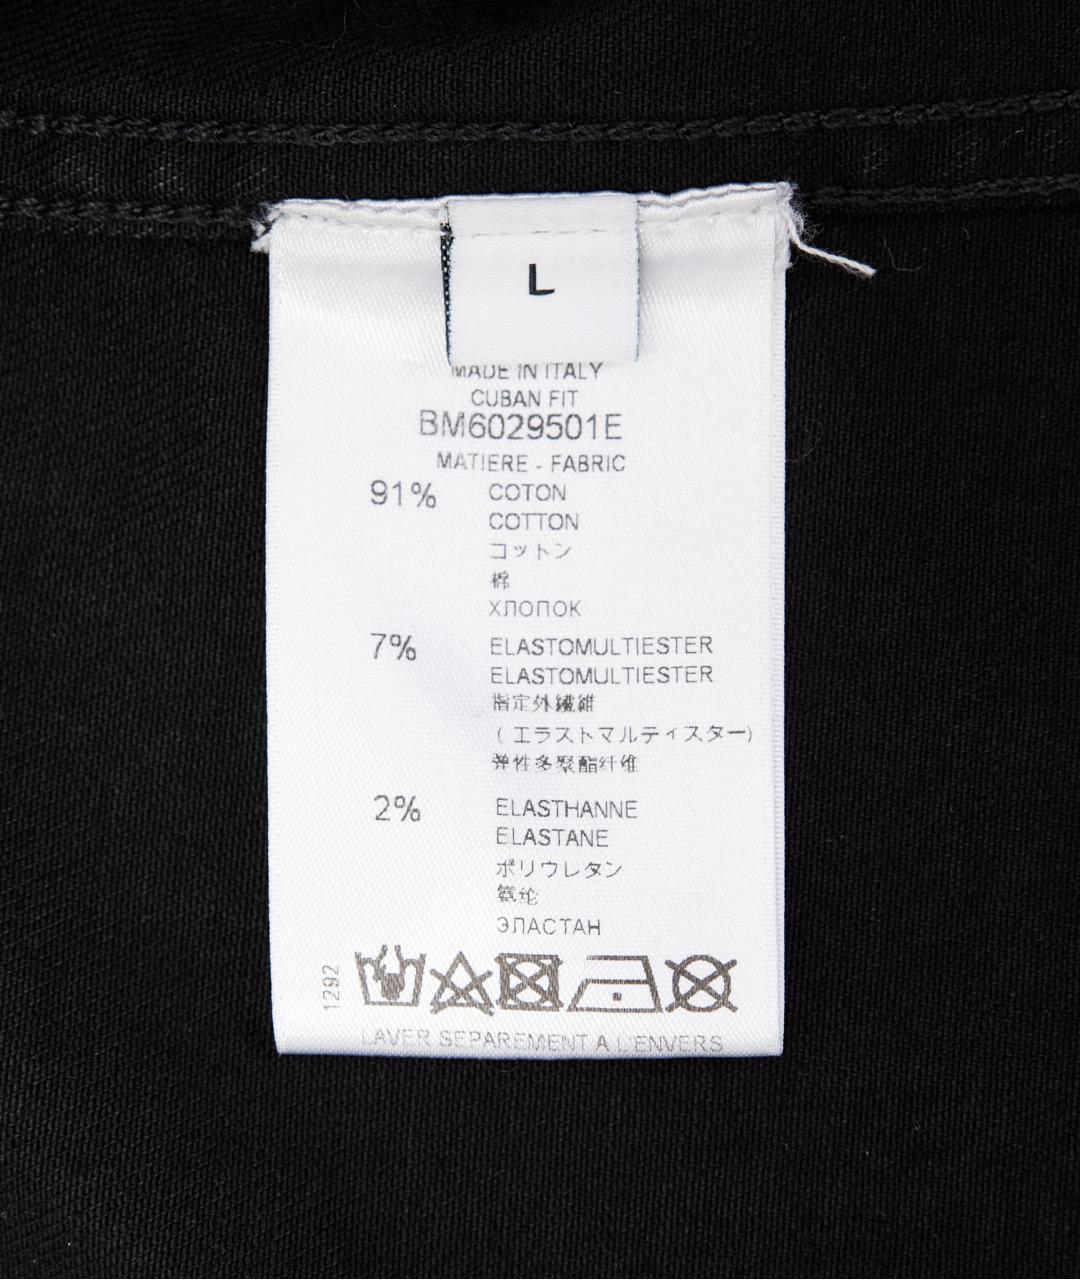 L
MADE IN ITALY
CUBAN FIT
BM6029501E
MATIERE - FABRIC
91% COTON
COTTON
コットン
棉
ХЛОПОК
7% ELASTOMULTIESTER
ELASTOMULTIESTER
指定外繊維
(エラストマルティスター)
弹性多聚酯纤维
2% ELASTHANNE
ELASTANE
ポリウレタン
氨纶
ЭЛАСТАН
1292
LAVER SEPAREMENT A L'ENVERS